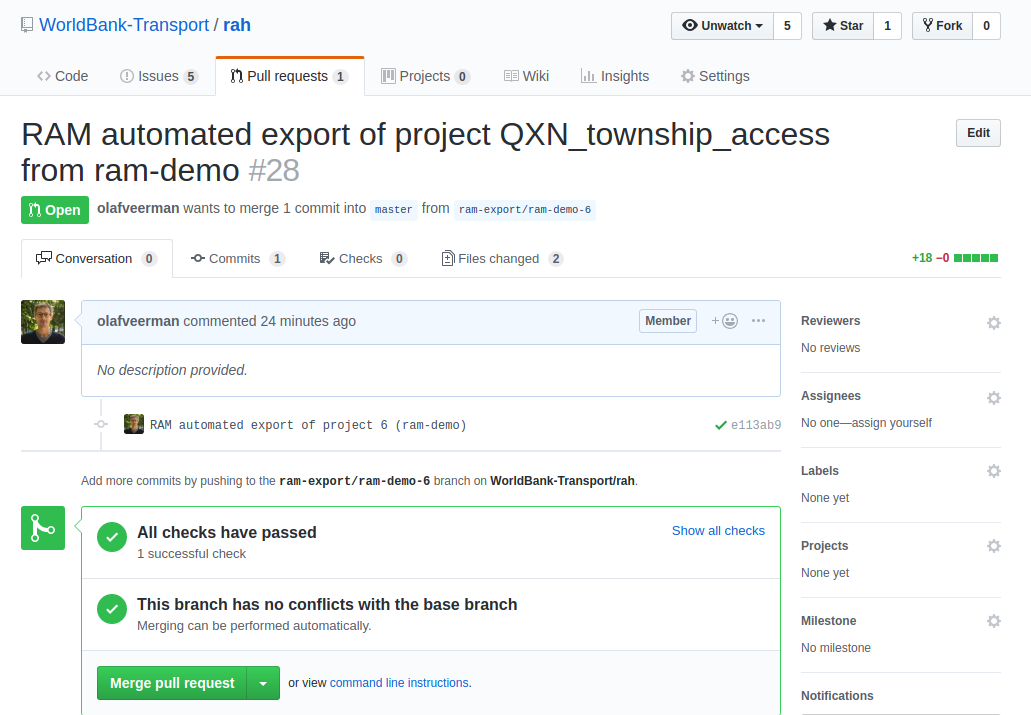 WorldBank-Transport / rah
Unwatch 5 Star 1 Fork 0
Code Issues 5 Pull requests 1 Projects 0 Wiki Insights Settings
RAM automated export of project QXN_township_access
from ram-demo #28
Edit
Open olafveerman wants to merge 1 commit into master from ram-export/ram-demo-6
Conversation 0 Commits 1 Checks 0 Files changed 2 +18 −0
olafveerman commented 24 minutes ago Member +
No description provided.
RAM automated export of project 6 (ram-demo) e113ab9
Add more commits by pushing to the ram-export/ram-demo-6 branch on WorldBank-Transport/rah.
All checks have passed Show all checks
1 successful check
This branch has no conflicts with the base branch
Merging can be performed automatically.
Merge pull request or view command line instructions.
Reviewers
No reviews
Assignees
No one—assign yourself
Labels
None yet
Projects
None yet
Milestone
No milestone
Notifications